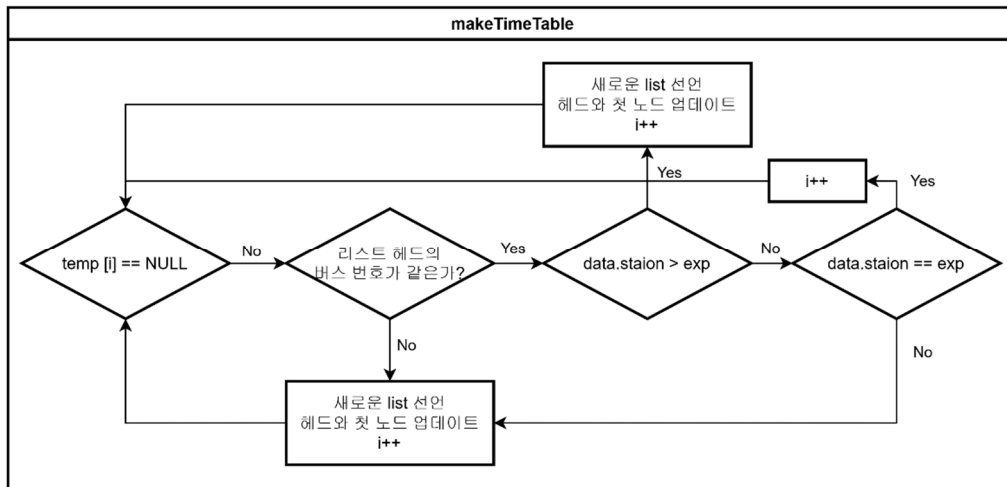 makeTimeTable
새로운 list 선언
헤드와 첫 노드 업데이트
i++
Yes
i++
Yes
temp [i] == NULL
No
리스트 헤드의
버스 번호가 같은가?
Yes
data.staion > exp
No
data.staion == exp
No
No
새로운 list 선언
헤드와 첫 노드 업데이트
i++